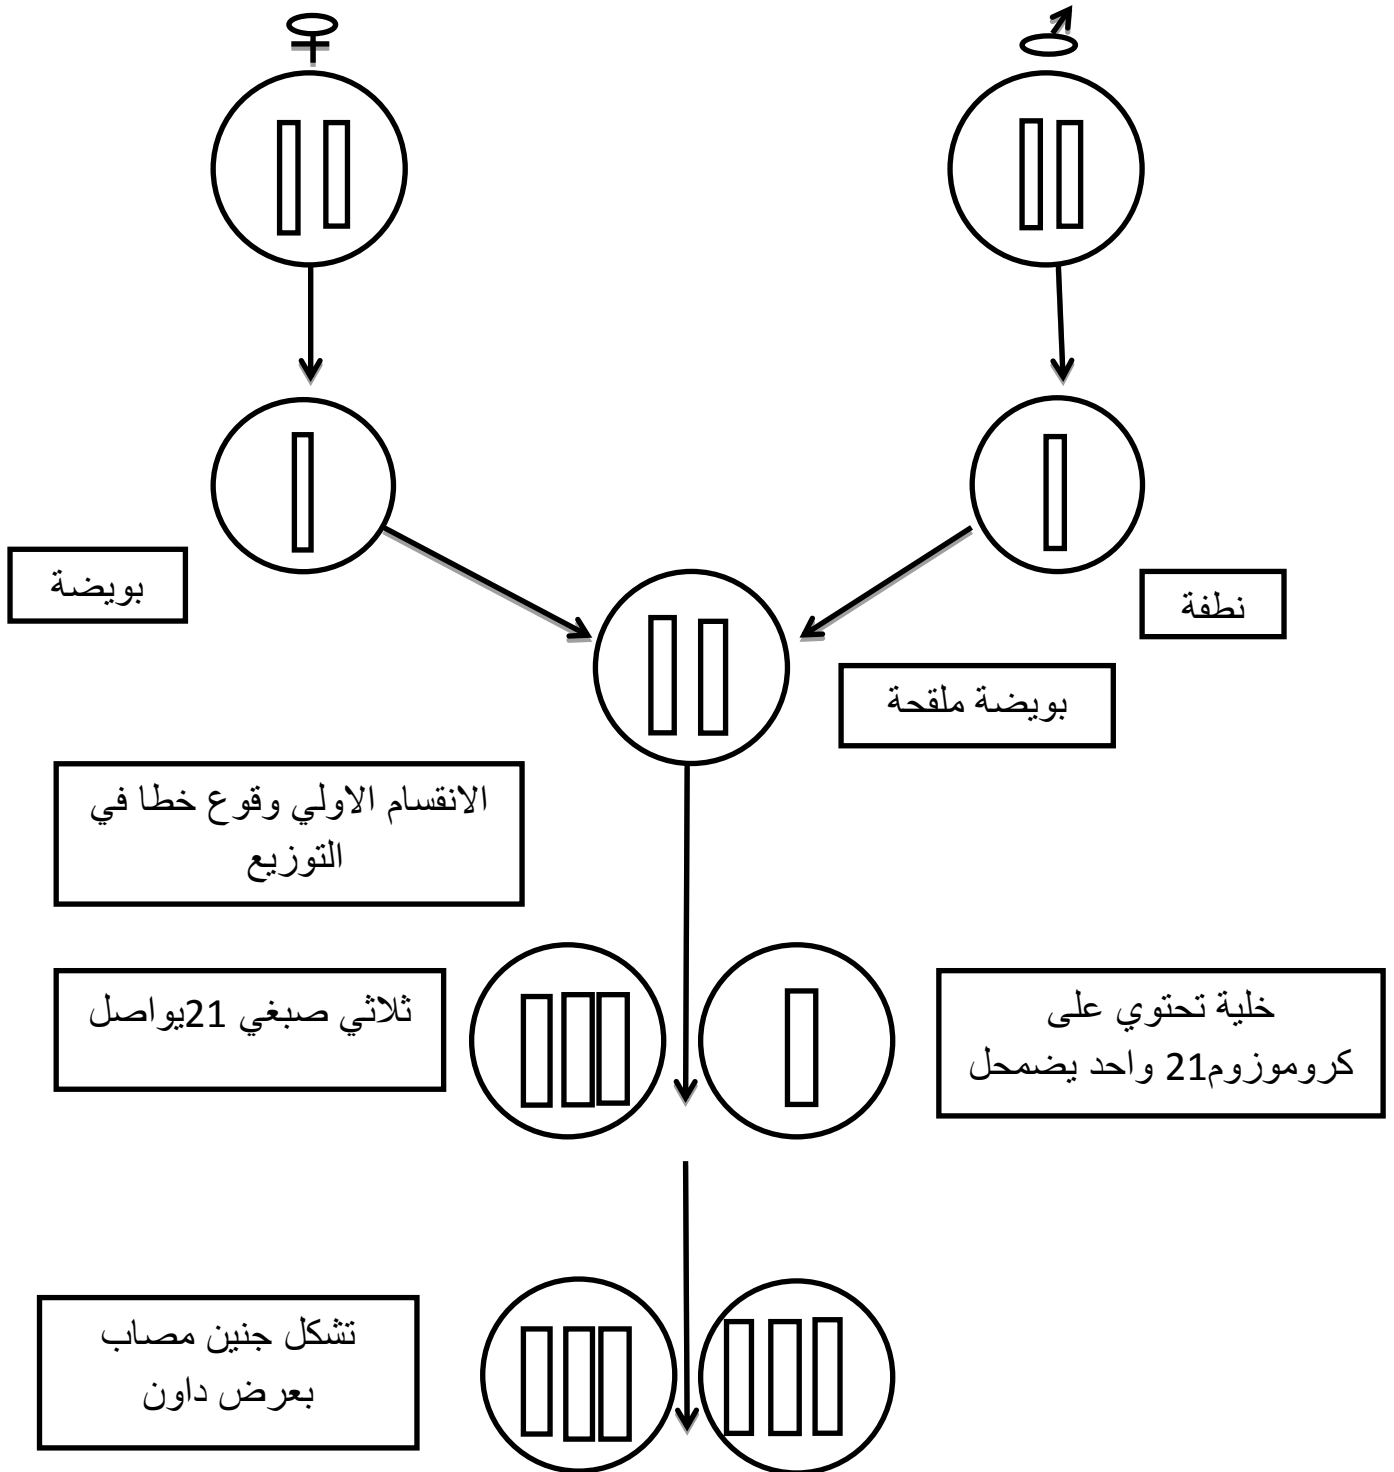 بويضة
نطفة
بويضة ملقحة
الانقسام الاولي وقوع خطا في
التوزيع
ثلاثي صبغي 21يواصل
خلية تحتوي على
كروموزوم21 واحد يضمحل
تشكل جنين مصاب
بعرض داون